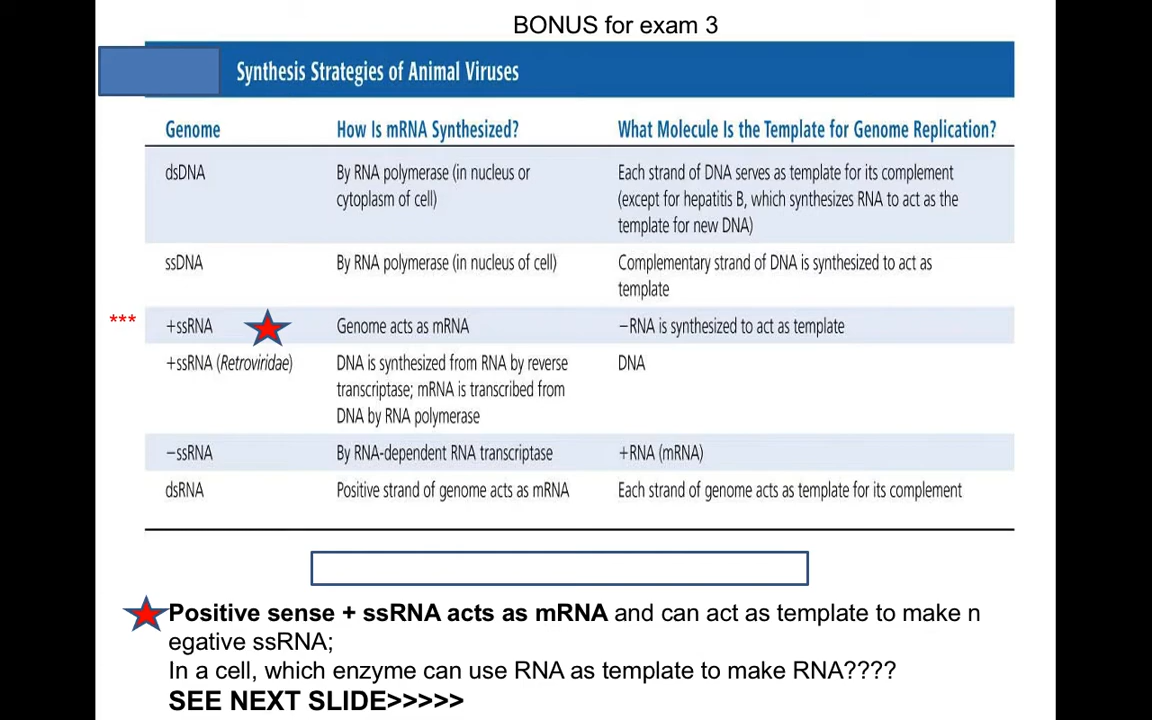 BONUS for exam 3
Synthesis Strategies of Animal Viruses
Genome How Is mRNA Synthesized? What Molecule Is the Template for Genome Replication?
dsDNA By RNA polymerase (in nucleus or Each strand of DNA serves as template for its complement
cytoplasm of cell) (except for hepatitis B, which synthesizes RNA to act as the
template for new DNA)
ssDNA By RNA polymerase (in nucleus of cell) Complementary strand of DNA is synthesized to act as
template
*** +ssRNA Genome acts as mRNA −RNA is synthesized to act as template
+ssRNA (Retroviridae) DNA is synthesized from RNA by reverse DNA
transcriptase; mRNA is transcribed from
DNA by RNA polymerase
−ssRNA By RNA-dependent RNA transcriptase +RNA (mRNA)
dsRNA Positive strand of genome acts as mRNA Each strand of genome acts as template for its complement
Positive sense + ssRNA acts as mRNA and can act as template to make n
egative ssRNA;
In a cell, which enzyme can use RNA as template to make RNA????
SEE NEXT SLIDE>>>>>